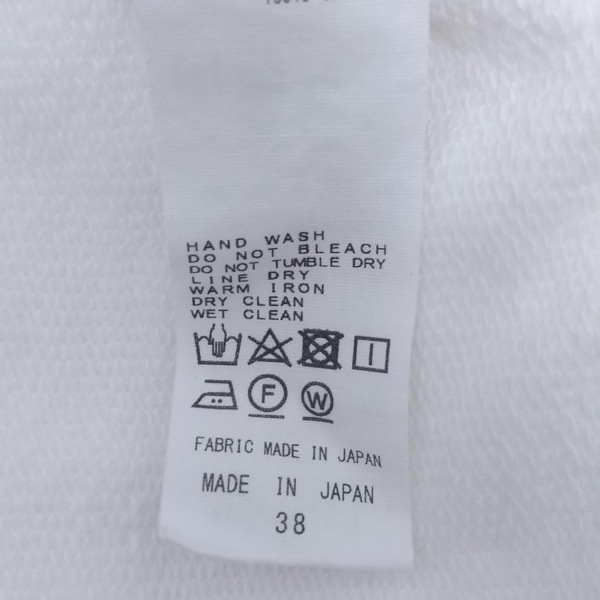 HAND WASH
DO NOT BLEACH
DO NOT TUMBLE DRY
LINE DRY
WARM IRON
DRY CLEAN
WET CLEAN
F W
FABRIC MADE IN JAPAN
MADE IN JAPAN
38